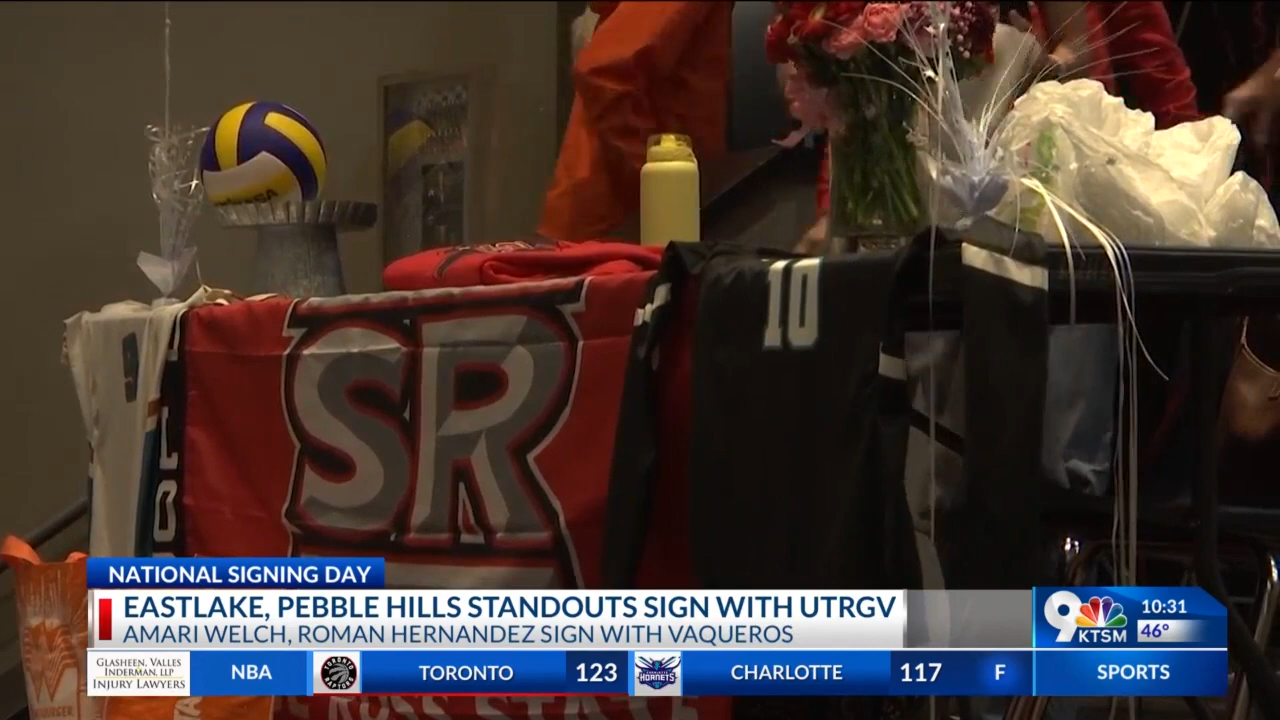 10
SR
NATIONAL SIGNING DAY
EASTLAKE, PEBBLE HILLS STANDOUTS SIGN WITH UTRGV
AMARI WELCH, ROMAN HERNANDEZ SIGN WITH VAQUEROS
9 KTSM
10:31
46°
GLASHEEN, VALLES
INDERMAN, LLP
INJURY LAWYERS
NBA
TORONTO 123
CHARLOTTE 117 F
SPORTS